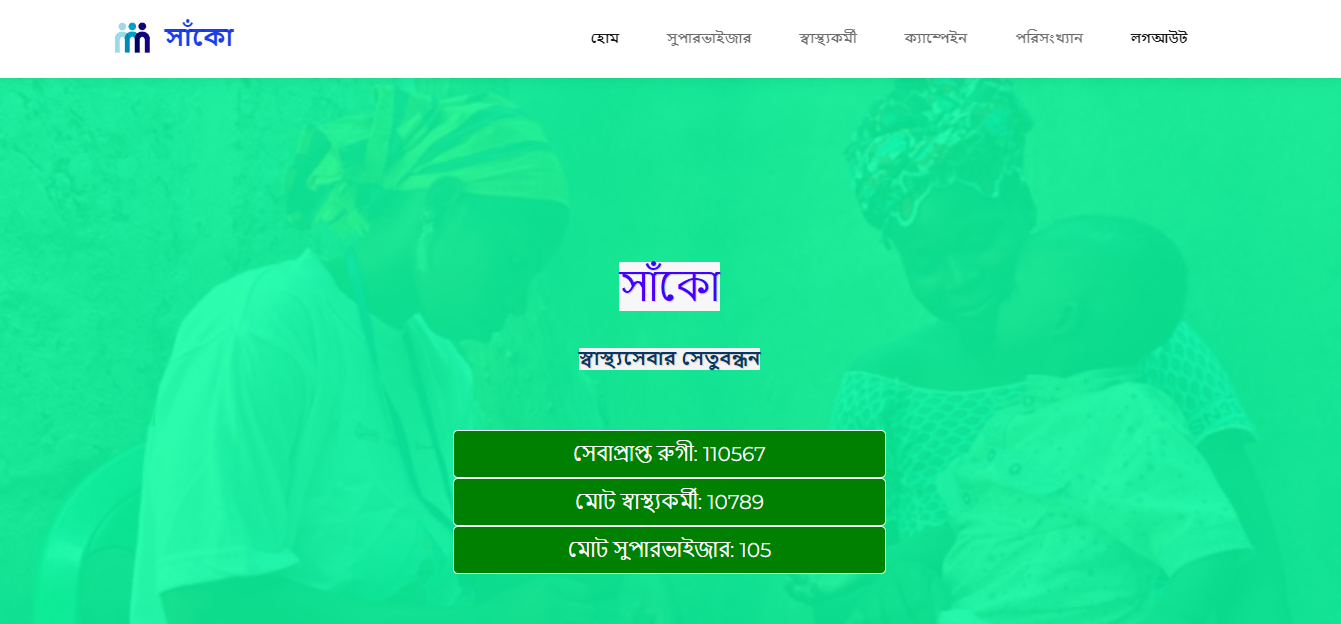 সাঁকো
হোম সুপারভাইজার স্বাস্থ্যকর্মী ক্যাম্পেইন পরিসংখ্যান লগআউট
সাঁকো
স্বাস্থ্যসেবার সেতুবন্ধন
সেবাপ্রাপ্ত রুগী: 110567
মোট স্বাস্থ্যকর্মী: 10789
মোট সুপারভাইজার: 105